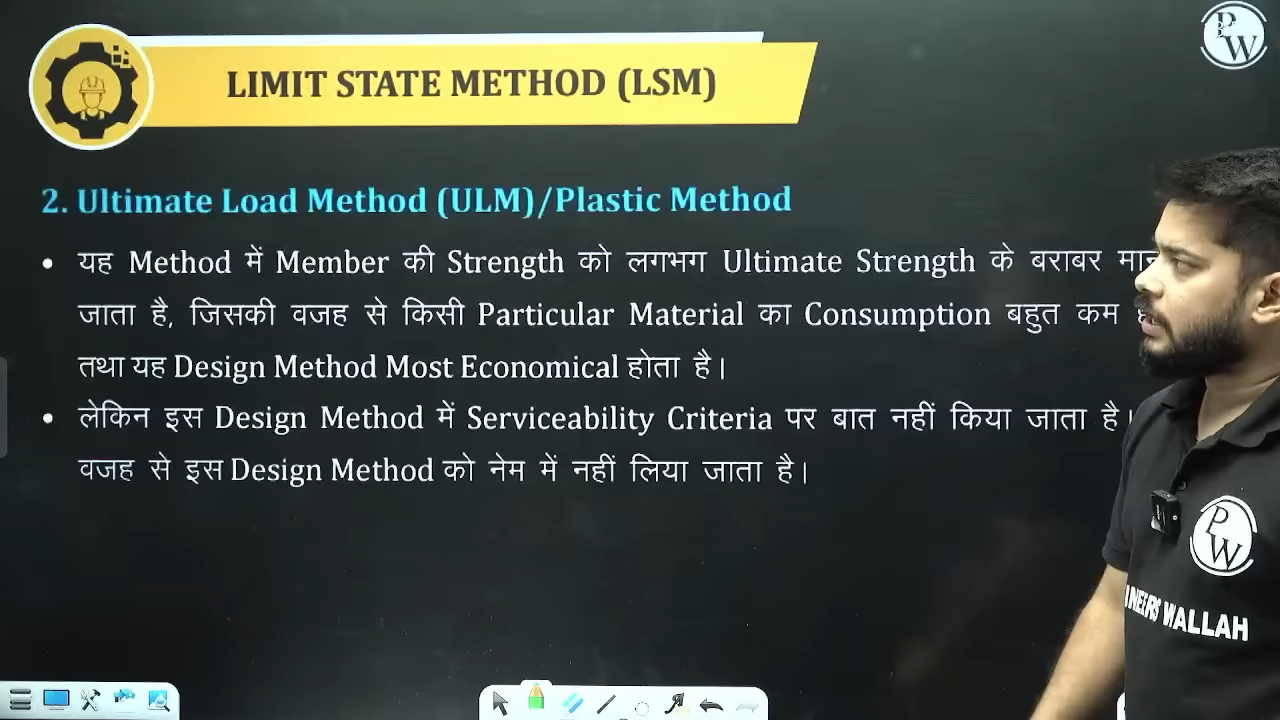 PW
LIMIT STATE METHOD (LSM)
2. Ultimate Load Method (ULM)/Plastic Method
• यह Method में Member की Strength को लगभग Ultimate Strength के बराबर
जाता है, जिसकी वजह से किसी Particular Material का Consumption बहुत कम
तथा यह Design Method Most Economical होता है।
• लेकिन इस Design Method में Serviceability Criteria पर बात नहीं किया जाता है।
वजह से इस Design Method को नेम में नहीं लिया जाता है।
PW
WALLAH